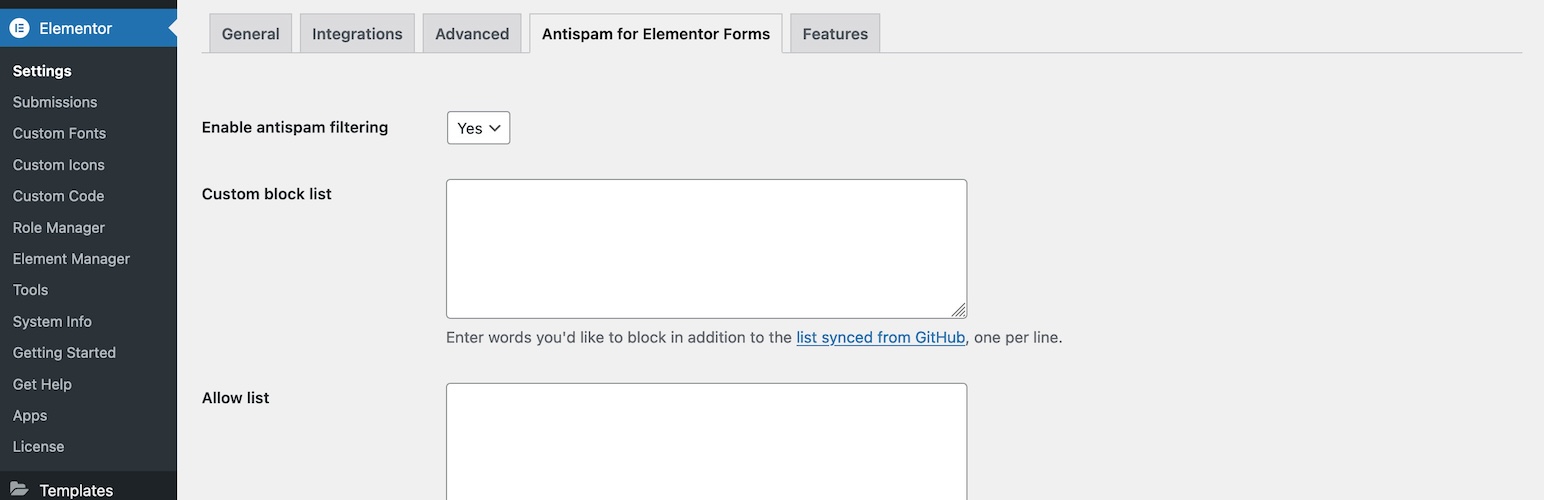 Elementor
Settings
Submissions
Custom Fonts
Custom Icons
Custom Code
Role Manager
Element Manager
Tools
System Info
Getting Started
Get Help
Apps
License
Templates
General Integrations Advanced Antispam for Elementor Forms Features
Enable antispam filtering Yes
Custom block list
Enter words you'd like to block in addition to the list synced from GitHub, one per line.
Allow list